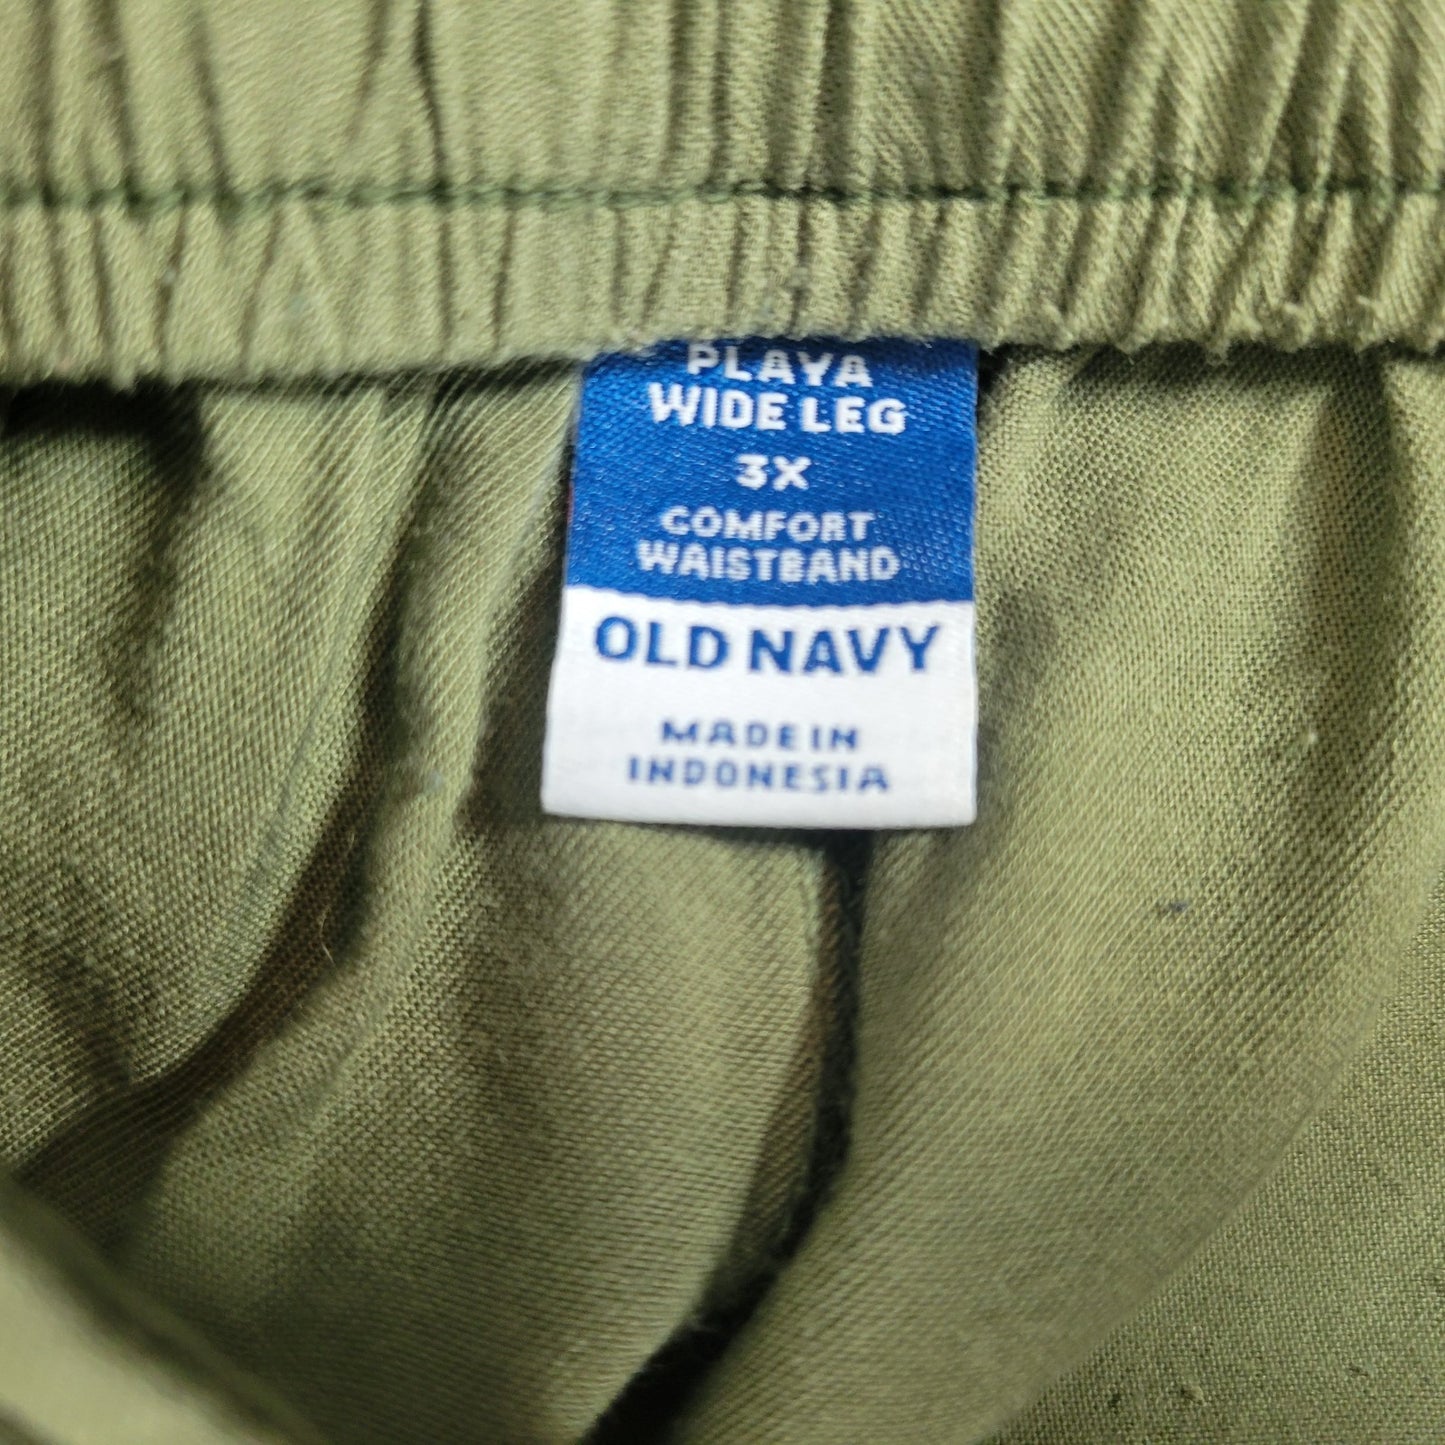 PLAYA
WIDE LEG
3X
COMFORT
WAISTBAND
OLD NAVY
MADE IN
INDONESIA